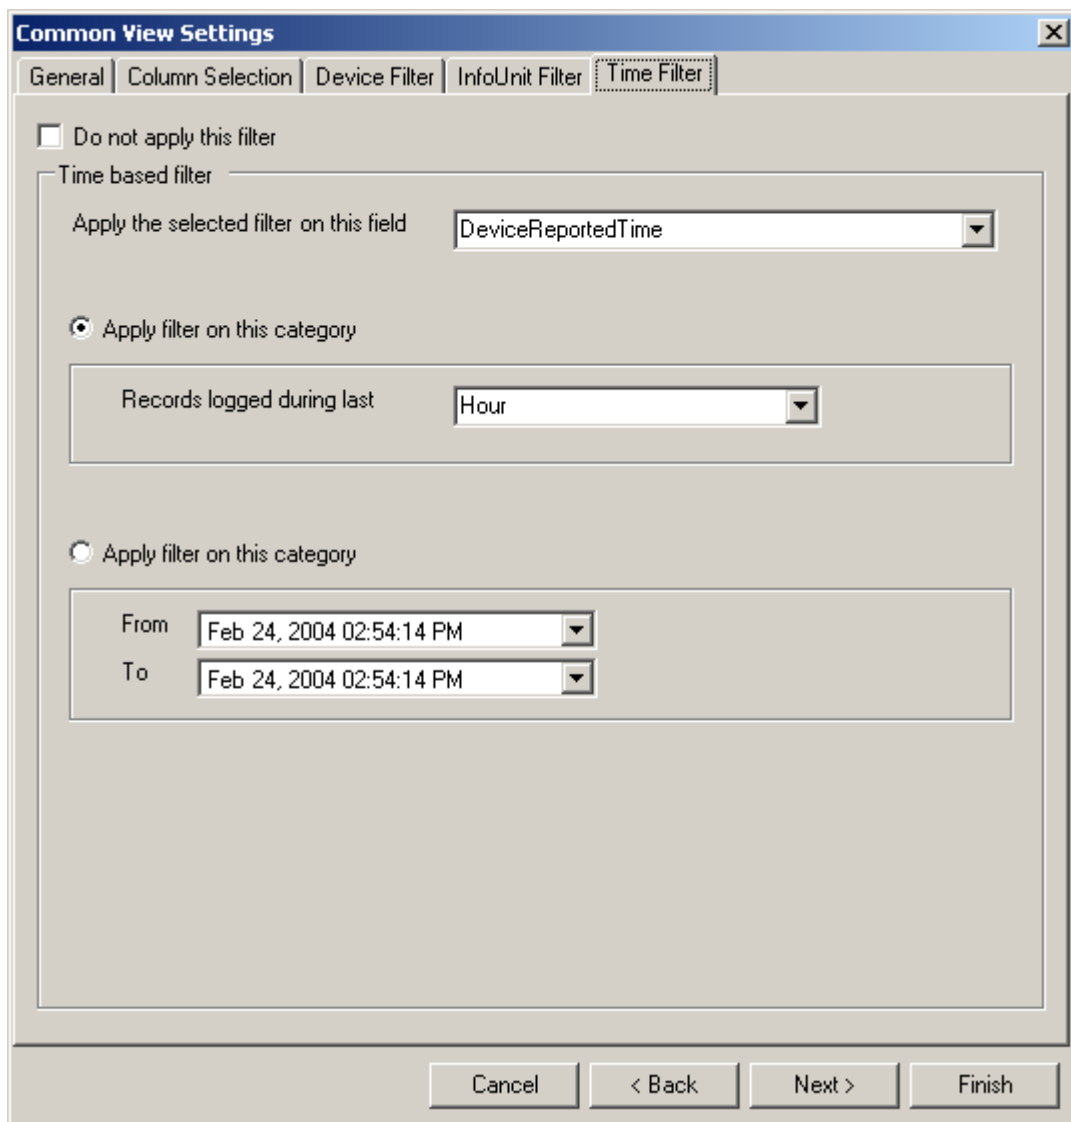 Common View Settings
General Column Selection Device Filter InfoUnit Filter Time Filter
Do not apply this filter
Time based filter
Apply the selected filter on this field DeviceReportedTime
Apply filter on this category
Records logged during last Hour
Apply filter on this category
From Feb 24, 2004 02:54:14 PM
To Feb 24, 2004 02:54:14 PM
Cancel < Back Next > Finish